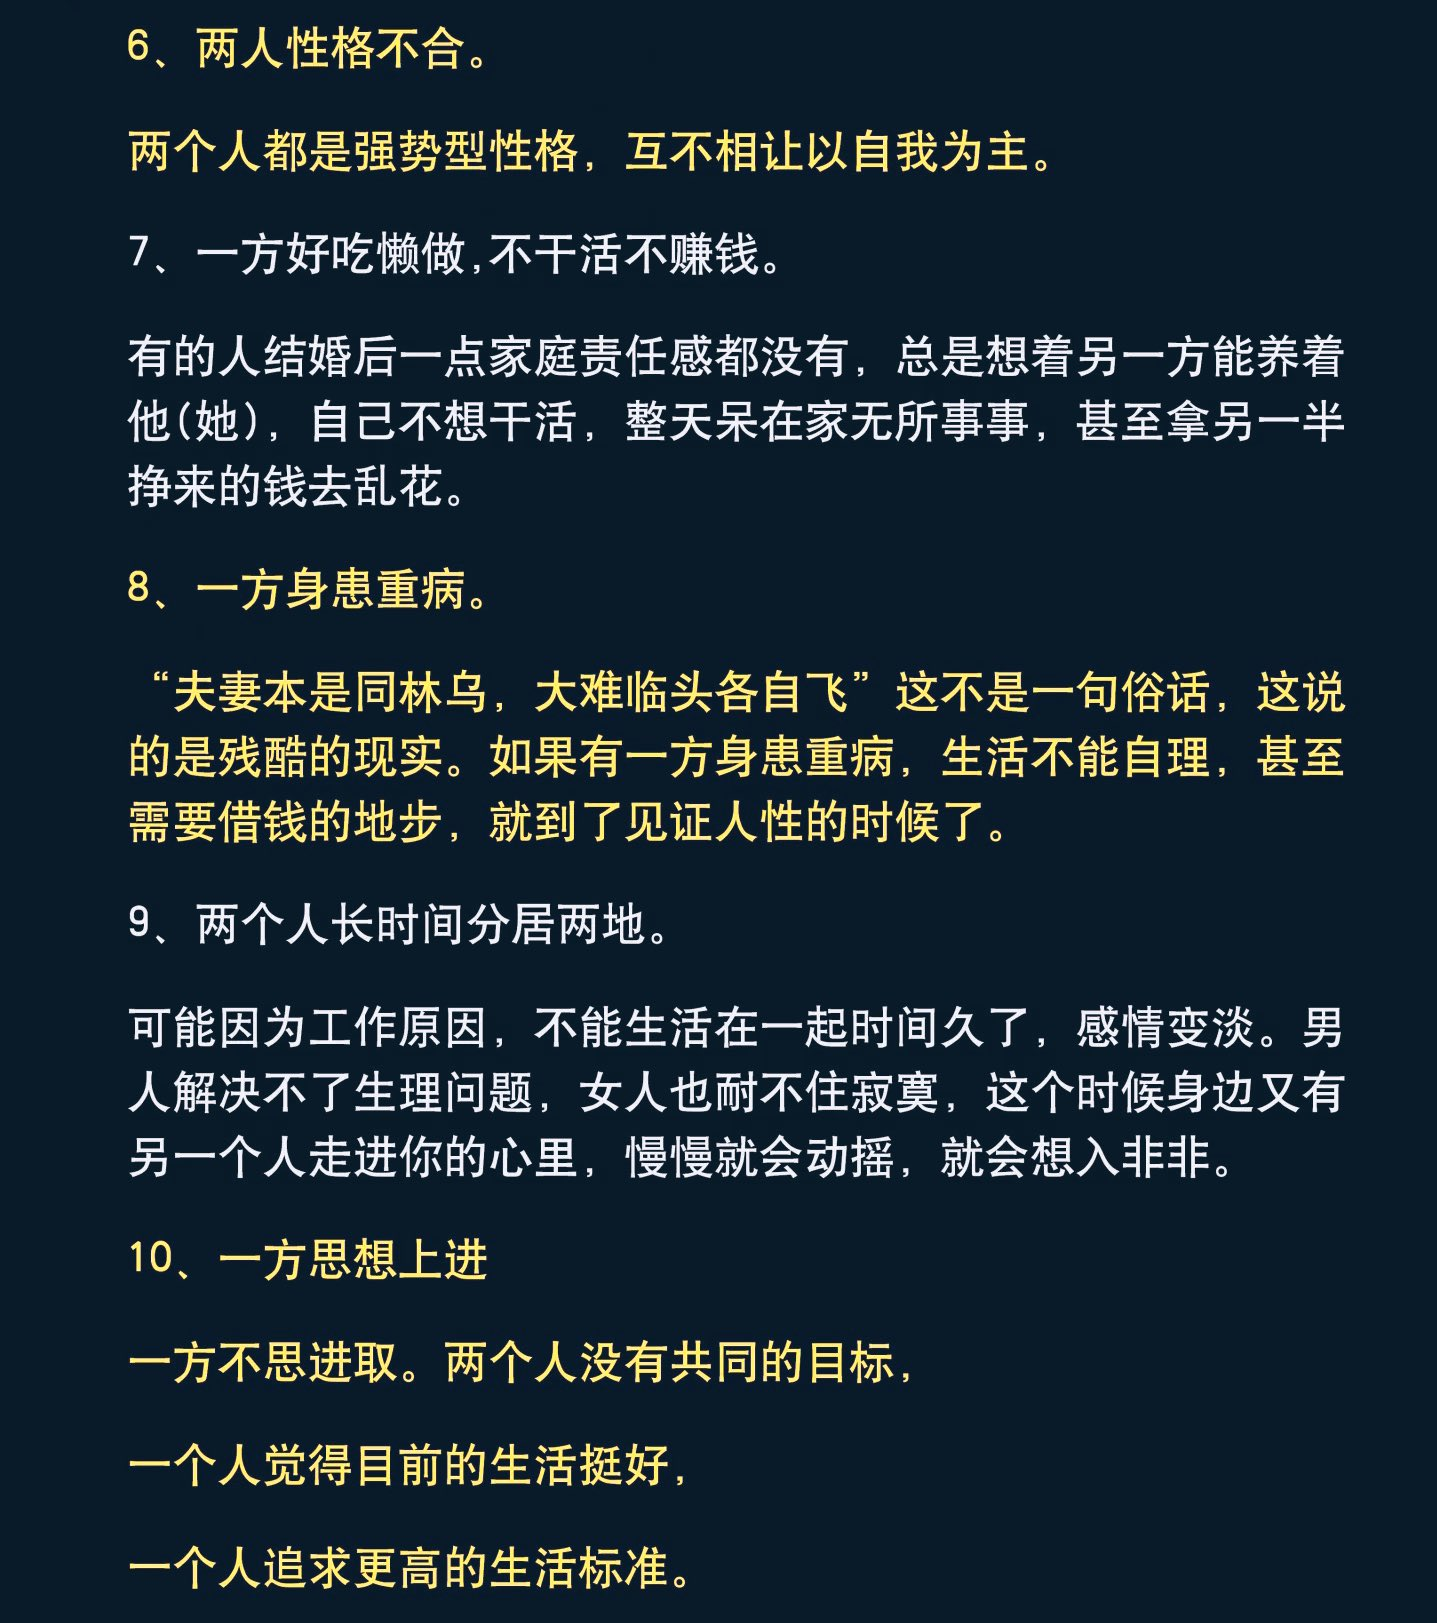 6、两人性格不合。
两个人都是强势型性格，互不相让以自我为主。
7、一方好吃懒做,不干活不赚钱。
有的人结婚后一点家庭责任感都没有，总是想着另一方能养着
他(她)，自己不想干活，整天呆在家无所事事，甚至拿另一半
挣来的钱去乱花。
8、一方身患重病。
“夫妻本是同林乌，大难临头各自飞”这不是一句俗话，这说
的是残酷的现实。如果有一方身患重病，生活不能自理，甚至
需要借钱的地步，就到了见证人性的时候了。
9、两个人长时间分居两地。
可能因为工作原因，不能生活在一起时间久了，感情变淡。男
人解决不了生理问题，女人也耐不住寂寞，这个时候身边又有
另一个人走进你的心里，慢慢就会动摇，就会想入非非。
10、一方思想上进
一方不思进取。两个人没有共同的目标，
一个人觉得目前的生活挺好，
一个人追求更高的生活标准。